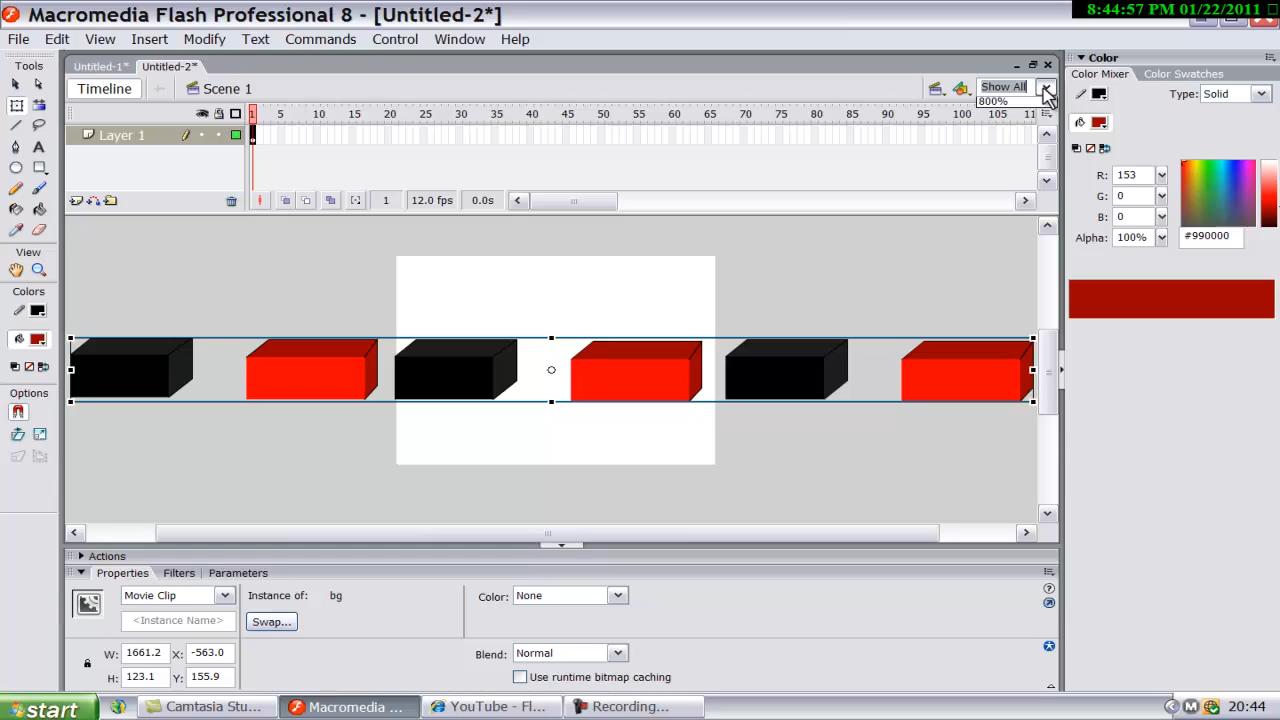 Macromedia Flash Professional 8 - [Untitled-2*]
8:44:57 PM 01/22/2011
File Edit View Insert Modify Text Commands Control Window Help
Tools
View
Colors
Options
Untitled-1* Untitled-2*
Timeline Scene 1 Show All
800%
1 5 10 15 20 25 30 35 40 45 50 55 60 65 70 75 80 85 90 95 100 105 11
Layer 1
1 12.0 fps 0.0s
Actions
Properties Filters Parameters
Movie Clip Instance of: bg Color: None
<Instance Name> Swap...
W: 1661.2 X: -563.0 Blend: Normal
H: 123.1 Y: 155.9 Use runtime bitmap caching
Color
Color Mixer Color Swatches
Type: Solid
R: 153
G: 0
B: 0
Alpha: 100% #990000
start Camtasia Stu... Macromedia ... YouTube - Fl... Recording... M 20:44